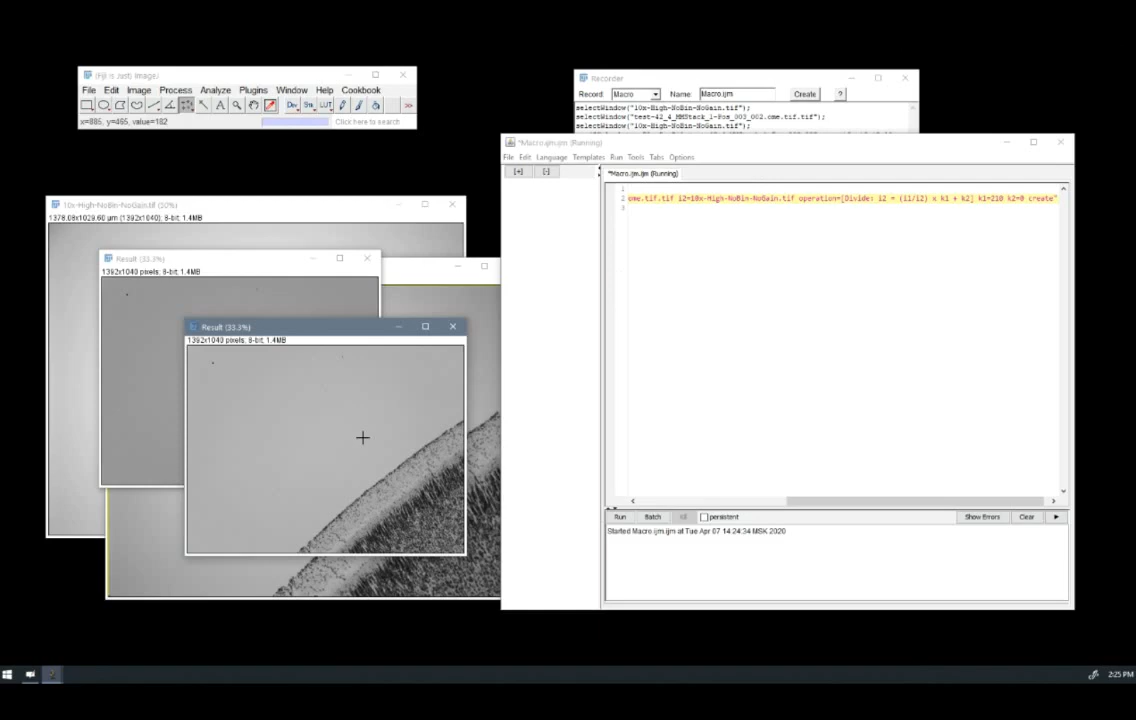 (Fiji Is Just) ImageJ
File Edit Image Process Analyze Plugins Window Help Cookbook
Dev Stk LUT
x=885, y=465, value=182
Click here to search
Recorder
Record: Macro Name: Macro.ijm Create ?
selectWindow("10x-High-NoBin-NoGain.tif");
selectWindow("test-42_4_MMStack_1-Pos_003_002.ome.tif.tif");
selectWindow("10x-High-NoBin-NoGain.tif");
*Macro.ijm.ijm (Running)
File Edit Language Templates Run Tools Tabs Options
[+] [-]
*Macro.ijm.ijm (Running)
1
2 ome.tif.tif i2=10x-High-NoBin-NoGain.tif operation=[Divide: i2 = (i1/i2) x k1 + k2] k1=210 k2=0 create"
3
Run Batch Kill persistent Show Errors Clear
Started Macro.ijm.ijm at Tue Apr 07 14:24:34 MSK 2020
10x-High-NoBin-NoGain.tif (50%)
1378.08x1029.60 µm (1392x1040); 8-bit; 1.4MB
Result (33.3%)
1392x1040 pixels; 8-bit; 1.4MB
Result (33.3%)
1392x1040 pixels; 8-bit; 1.4MB
2:25 PM